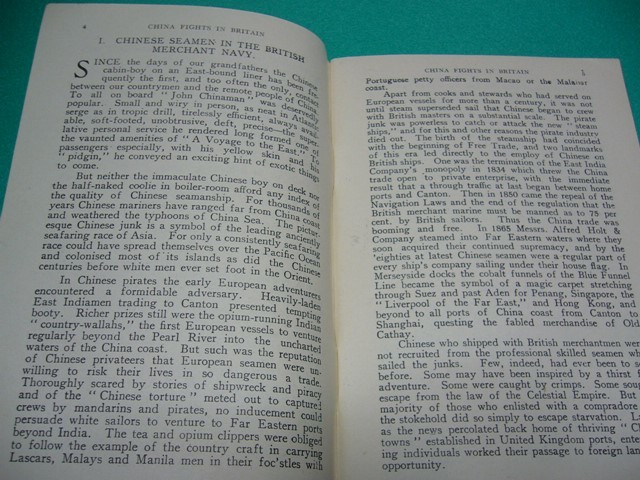 4 CHINA FIGHTS IN BRITAIN
I. CHINESE SEAMEN IN THE BRITISH
MERCHANT NAVY.
SINCE the days of our grandfathers the Chinese
cabin-boy on an East-bound liner has been fre-
quently the first, and too often the only, contact
between our countrymen and the remote people of China.
To all on board " John Chinaman " was deservedly
popular. Small and wiry in person, as neat in white
serge as in tropic drill, tirelessly efficient, always avail-
able, soft-footed, unobtrusive, deft, precise—the super-
lative personal service he rendered long formed one of
the vaunted amenities of " A Voyage to the East." To
passengers especially, with his yellow skin and his
" pidgin," he conveyed an exciting hint of exotic things
to come.
But neither the immaculate Chinese boy on deck nor
the half-naked coolie in boiler-room afford any index of
the quality of Chinese seamanship. For thousands of
years Chinese mariners have ranged far from China coast
and weathered the typhoons of China Sea. The pictur-
esque Chinese junk is a symbol of the leading anciently
seafaring race of Asia. For only a consistently seafaring
race could have spread themselves over the Pacific Ocean
and colonised most of its islands as did the Chinese
centuries before white men ever set foot in the Orient.
In Chinese pirates the early European adventurers
encountered a formidable adversary. Heavily-laden
East Indiamen trading to Canton presented tempting
booty. Richer prizes still were the opium-running Indian
" country-wallahs," the first European vessels to venture
regularly beyond the Pearl River into the uncharted
waters of the China coast. But such was the reputation
of Chinese privateers that European seamen were un-
willing to risk their lives in so dangerous a trade.
Thoroughly scared by stories of shipwreck and piracy
and of the " Chinese torture " meted out to captured
crews by mandarins and pirates, no inducement could
persuade white sailors to venture to Far Eastern ports
beyond India. The tea and opium clippers were obliged
to follow the example of the country craft in carrying
Lascars, Malays and Manila men in their foc'stles with
CHINA FIGHTS IN BRITAIN 5
Portuguese petty officers from Macao or the Malabar
coast.
Apart from cooks and stewards who had served on
European vessels for more than a century, it was not
until steam superseded sail that Chinese began to crew
with British masters on a substantial scale. The pirate
junk was powerless to catch or attack the new " steam
ships," and for this and other reasons the pirate industry
died out. The birth of the steamship had coincided
with the beginning of Free Trade, and two landmarks
of this era led directly to the employ of Chinese on
British ships. One was the termination of the East India
Company's monopoly in 1834 which threw the China
trade open to private enterprise, with the immediate
result that a through traffic at last began between home
ports and Canton. Then in 1850 came the repeal of the
Navigation Laws and the end of the regulation that the
British merchant marine must be manned as to 75 per
cent. by British sailors. Thus the China trade was
booming and free. In 1865 Messrs. Alfred Holt &
Company steamed into Far Eastern waters where they
soon acquired their continued supremacy, and by the
'eighties at latest Chinese seamen were a regular part of
every ship's company sailing under their house flag. In
Merseyside docks the cobalt funnels of the Blue Funnel
Line became the symbol of a magic carpet stretching
through Suez and past Aden for Penang, Singapore, the
" Liverpool of the Far East," and Hong Kong, and
beyond to all ports of China coast from Canton to
Shanghai, questing the fabled merchandise of Old
Cathay.
Chinese who shipped with British merchantmen were
not recruited from the professional skilled seamen wh
sailed the junks. Few, indeed, had ever been to se
before. Some may have been inspired by a thirst f
adventure. Some were caught by crimps. Some sou
escape from the law of the Celestial Empire. But
majority of those who enlisted with a compradore
the stokehold did so simply to escape starvation. La
as the news percolated back home of thriving " Ch
towns " established in United Kingdom ports, ente
ing individuals worked their passage to foreign lan
opportunity.